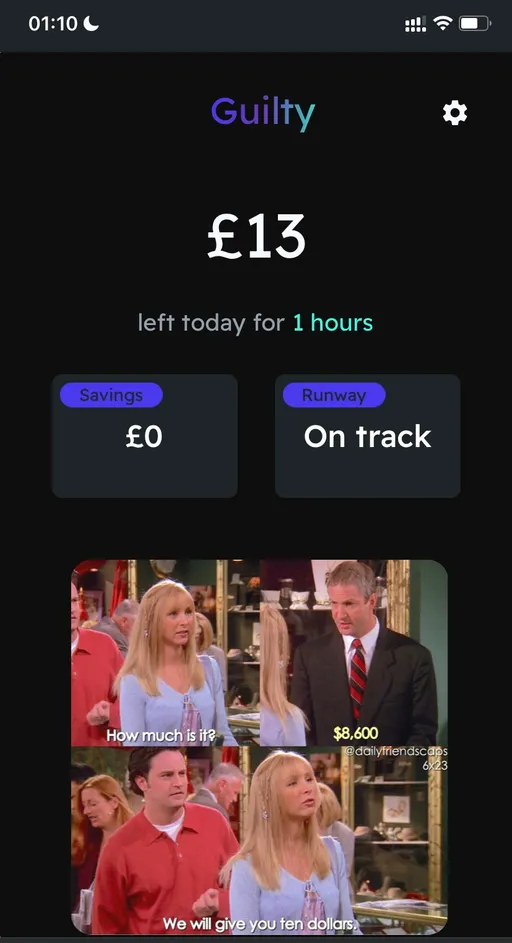 01:10
Guilty
£13
left today for 1 hours
Savings
£0
Runway
On track
How much is it?
$8,600
@dailyfriendscaps
6x23
We will give you ten dollars.